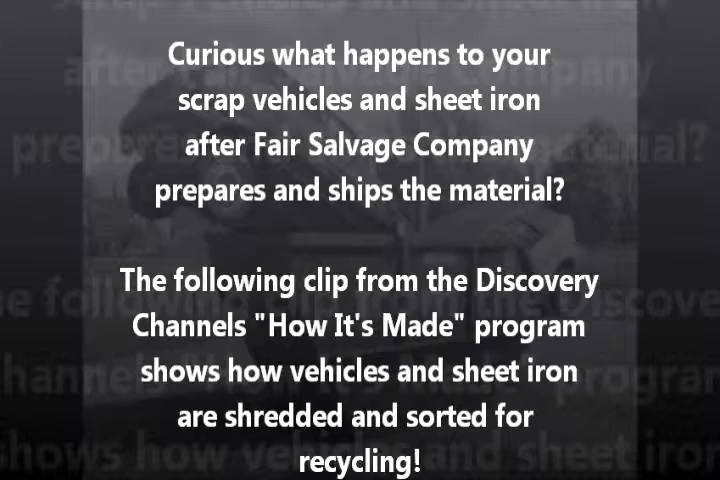 Curious what happens to your
scrap vehicles and sheet iron
after Fair Salvage Company
prepares and ships the material?
The following clip from the Discovery
Channels "How It's Made" program
shows how vehicles and sheet iron
are shredded and sorted for
recycling!